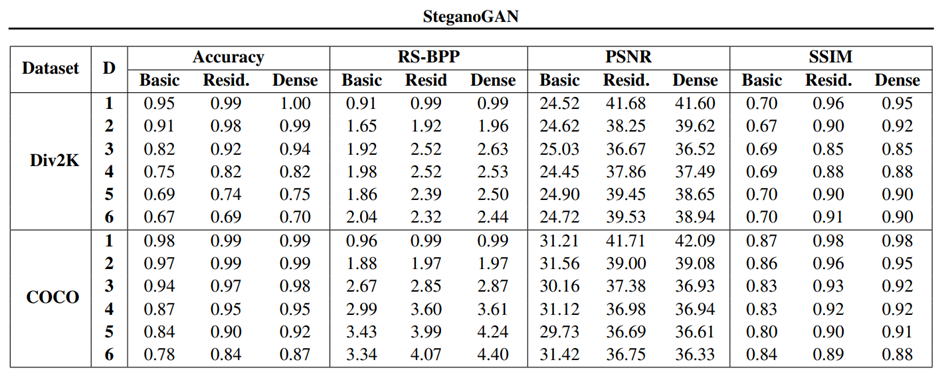 SteganoGAN
Dataset D Accuracy RS-BPP PSNR SSIM
Basic Resid. Dense Basic Resid Dense Basic Resid. Dense Basic Resid. Dense
Div2K
1 0.95 0.99 1.00 0.91 0.99 0.99 24.52 41.68 41.60 0.70 0.96 0.95
2 0.91 0.98 0.99 1.65 1.92 1.96 24.62 38.25 39.62 0.67 0.90 0.92
3 0.82 0.92 0.94 1.92 2.52 2.63 25.03 36.67 36.52 0.69 0.85 0.85
4 0.75 0.82 0.82 1.98 2.52 2.53 24.45 37.86 37.49 0.69 0.88 0.88
5 0.69 0.74 0.75 1.86 2.39 2.50 24.90 39.45 38.65 0.70 0.90 0.90
6 0.67 0.69 0.70 2.04 2.32 2.44 24.72 39.53 38.94 0.70 0.91 0.90
COCO
1 0.98 0.99 0.99 0.96 0.99 0.99 31.21 41.71 42.09 0.87 0.98 0.98
2 0.97 0.99 0.99 1.88 1.97 1.97 31.56 39.00 39.08 0.86 0.96 0.95
3 0.94 0.97 0.98 2.67 2.85 2.87 30.16 37.38 36.93 0.83 0.93 0.92
4 0.87 0.95 0.95 2.99 3.60 3.61 31.12 36.98 36.94 0.83 0.92 0.92
5 0.84 0.90 0.92 3.43 3.99 4.24 29.73 36.69 36.61 0.80 0.90 0.91
6 0.78 0.84 0.87 3.34 4.07 4.40 31.42 36.75 36.33 0.84 0.89 0.88